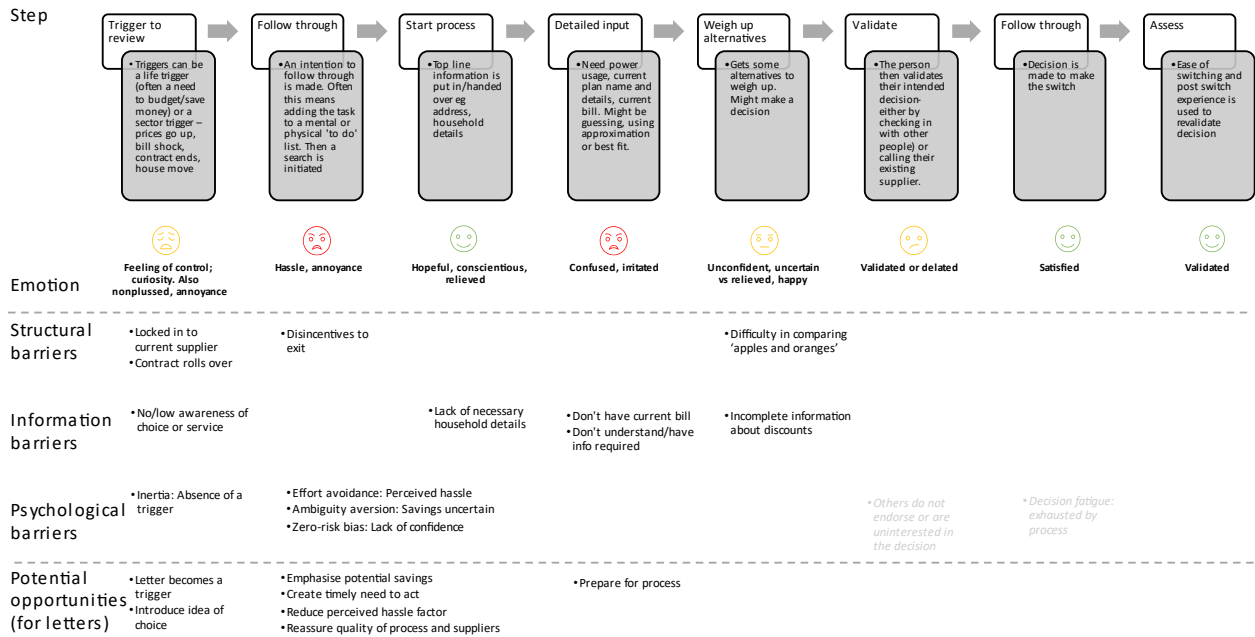 Step
Trigger to
review
Follow through
Start process
Detailed input
Weigh up
alternatives
Validate
Follow through
Assess
• Triggers can be
a life trigger
(often a need
to budget/save
money) or a
sector trigger –
prices go up,
bill shock,
contract ends,
house move
• An intention to
follow through
is made. Often
this means
adding the task
to a mental or
physical 'to do'
list. Then a
search is
initiated
• Top line
information is
put in/handed
over eg
address,
household
details
• Need power
usage, current
plan name and
details, current
bill. Might be
guessing, using
approximation
or best fit.
• Gets some
alternatives to
weigh up.
Might make a
decision
• The person
then validates
their intended
decision-
either by
checking in
with other
people) or
calling their
existing
supplier.
• Decision is
made to make
the switch
• Ease of
switching and
post switch
experience is
used to
revalidate
decision
Emotion
Feeling of control;
curiosity. Also
nonplussed, annoyance
Hassle, annoyance
Hopeful, conscientious,
relieved
Confused, irritated
Unconfident, uncertain
vs relieved, happy
Validated or delated
Satisfied
Validated
Structural
barriers
• Locked in to
current supplier
• Contract rolls over
• Disincentives to
exit
• Difficulty in comparing
'apples and oranges'
Information
barriers
• No/low awareness of
choice or service
• Lack of necessary
household details
• Don't have current bill
• Don't understand/have
info required
• Incomplete information
about discounts
Psychological
barriers
• Inertia: Absence of a
trigger
• Effort avoidance: Perceived hassle
• Ambiguity aversion: Savings uncertain
• Zero-risk bias: Lack of confidence
• Others do not
endorse or are
uninterested in
the decision
• Decision fatigue:
exhausted by
process
Potential
opportunities
(for letters)
• Letter becomes a
trigger
• Introduce idea of
choice
• Emphasise potential savings
• Create timely need to act
• Reduce perceived hassle factor
• Reassure quality of process and suppliers
• Prepare for process